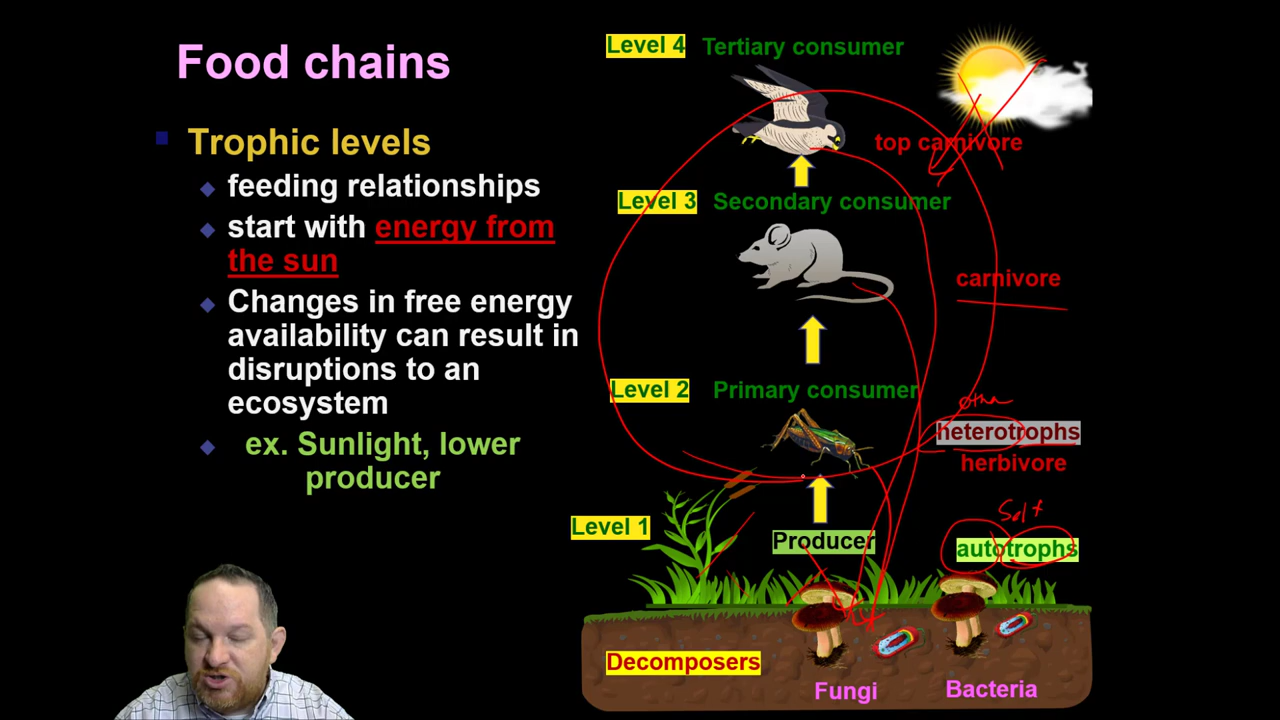 Food chains
Trophic levels
feeding relationships
start with energy from
the sun
Changes in free energy
availability can result in
disruptions to an
ecosystem
ex. Sunlight, lower
producer
Level 4 Tertiary consumer
top carnivore
Level 3 Secondary consumer
carnivore
Level 2 Primary consumer
other
heterotrophs
herbivore
Level 1
Producer
Self
autotrophs
Decomposers
Fungi
Bacteria